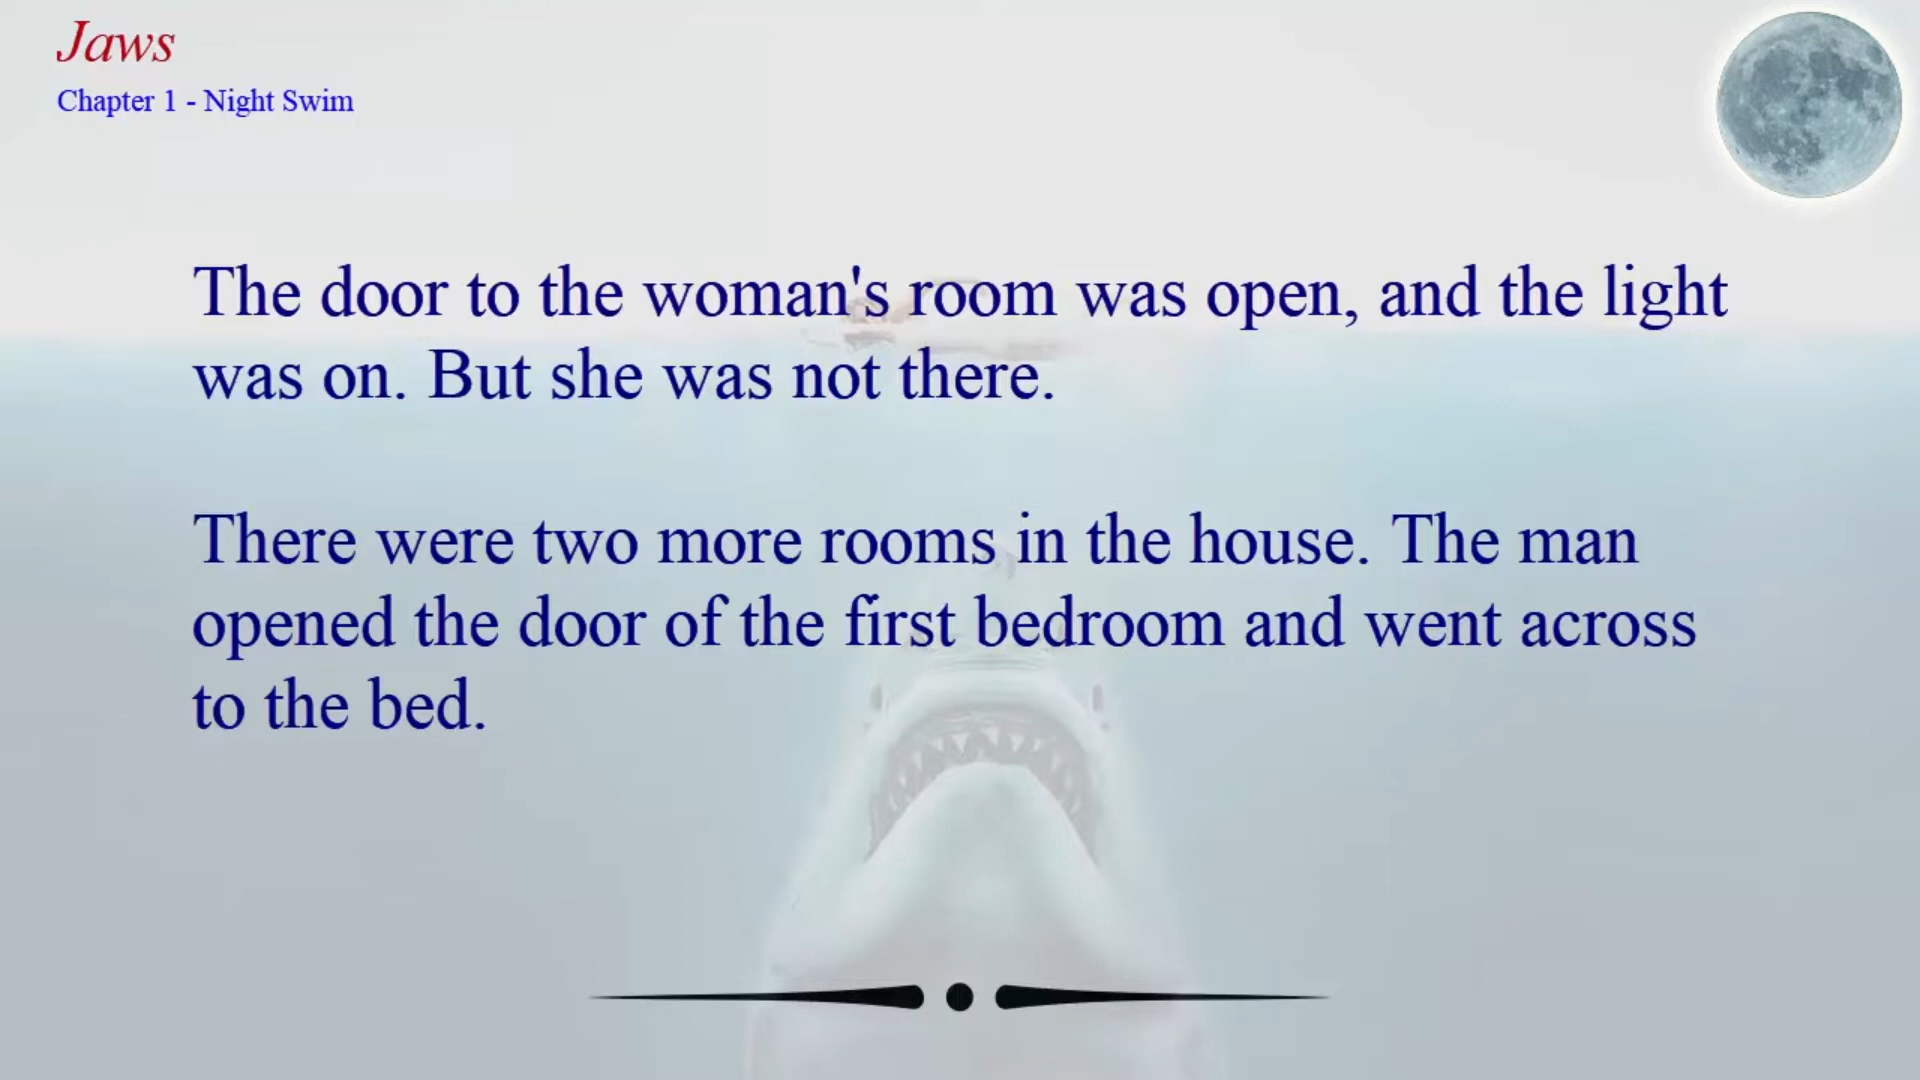 Jaws
Chapter 1 - Night Swim
The door to the woman's room was open, and the light
was on. But she was not there.
There were two more rooms in the house. The man
opened the door of the first bedroom and went across
to the bed.